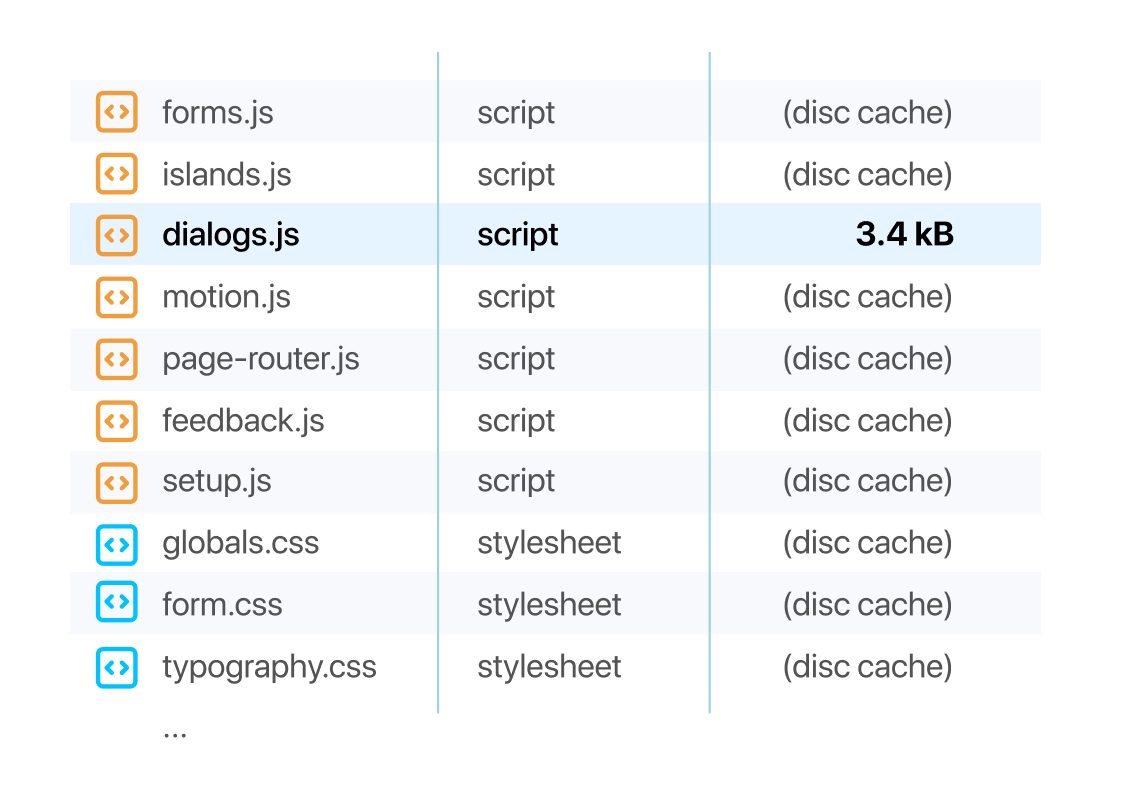 forms.js script (disc cache)
islands.js script (disc cache)
dialogs.js script 3.4 kB
motion.js script (disc cache)
page-router.js script (disc cache)
feedback.js script (disc cache)
setup.js script (disc cache)
globals.css stylesheet (disc cache)
form.css stylesheet (disc cache)
typography.css stylesheet (disc cache)
...